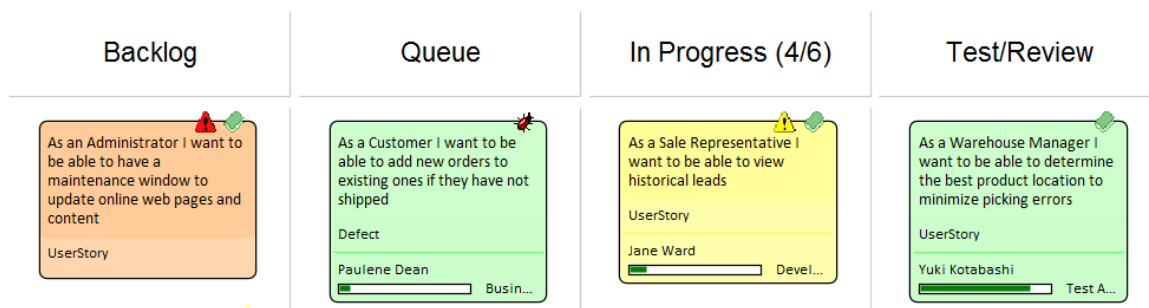 Backlog
Queue
In Progress (4/6)
Test/Review
As an Administrator I want to
be able to have a
maintenance window to
update online web pages and
content
UserStory
As a Customer I want to be
able to add new orders to
existing ones if they have not
shipped
Defect
Paulene Dean
Busin...
As a Sale Representative I
want to be able to view
historical leads
UserStory
Jane Ward
Devel...
As a Warehouse Manager I
want to be able to determine
the best product location to
minimize picking errors
UserStory
Yuki Kotabashi
Test A...